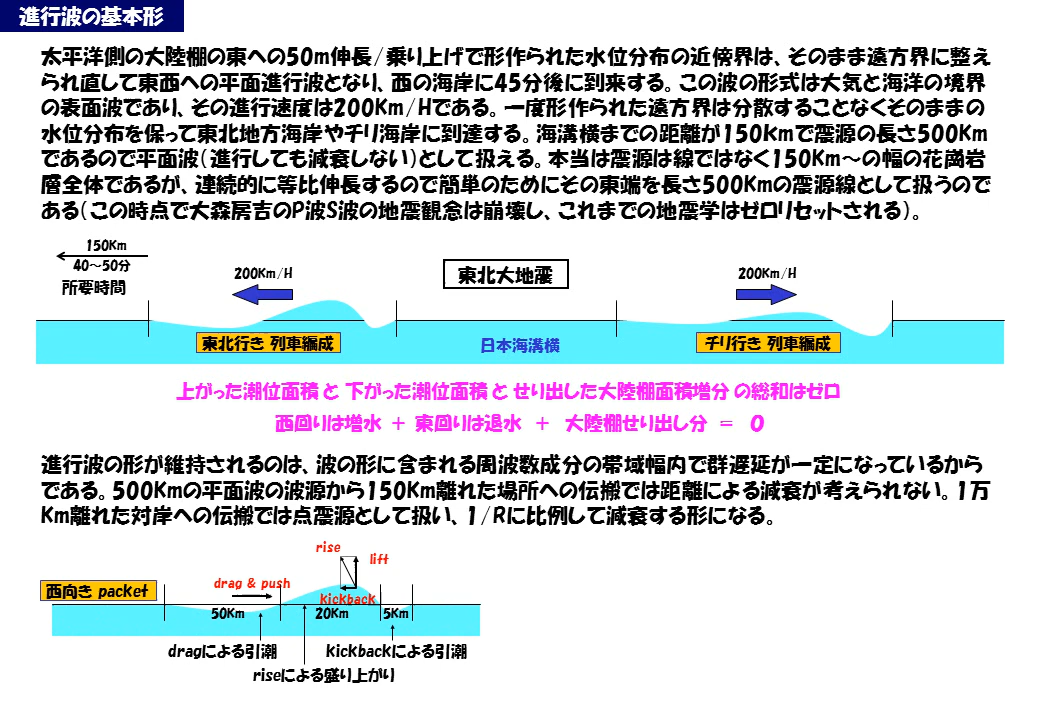 進行波の基本形
太平洋側の大陸棚の東への50m伸長/乗り上げで形作られた水位分布の近傍界は、そのまま遠方界に整え
られ直して東西への平面進行波となり、西の海岸に45分後に到来する。この波の形式は大気と海洋の境界
の表面波であり、その進行速度は200Km/Hである。一度形作られた遠方界は分散することなくそのままの
水位分布を保って東北地方海岸やチリ海岸に到達する。海溝横までの距離が150Kmで震源の長さ500Km
であるので平面波(進行しても減衰しない)として扱える。本当は震源は線ではなく150Km～の幅の花崗岩
層全体であるが、連続的に等比伸長するので簡単のためにその東端を長さ500Kmの震源線として扱うので
ある(この時点で大森房吉のP波S波の地震観念は崩壊し、これまでの地震学はゼロリセットされる)。
150Km
40～50分
所要時間
200Km/H
東北大地震
200Km/H
東北行き 列車編成
日本海溝横
チリ行き 列車編成
上がった潮位面積 と 下がった潮位面積 と せり出した大陸棚面積増分 の総和はゼロ
西回りは増水 + 東回りは退水 + 大陸棚せり出し分 = 0
進行波の形が維持されるのは、波の形に含まれる周波数成分の帯域幅内で群遅延が一定になっているから
である。500Kmの平面波の波源から150Km離れた場所への伝搬では距離による減衰が考えられない。1万
Km離れた対岸への伝搬では点震源として扱い、1/Rに比例して減衰する形になる。
rise
lift
西向き packet
drag & push
kickback
50Km
20Km
5Km
dragによる引潮
kickbackによる引潮
riseによる盛り上がり